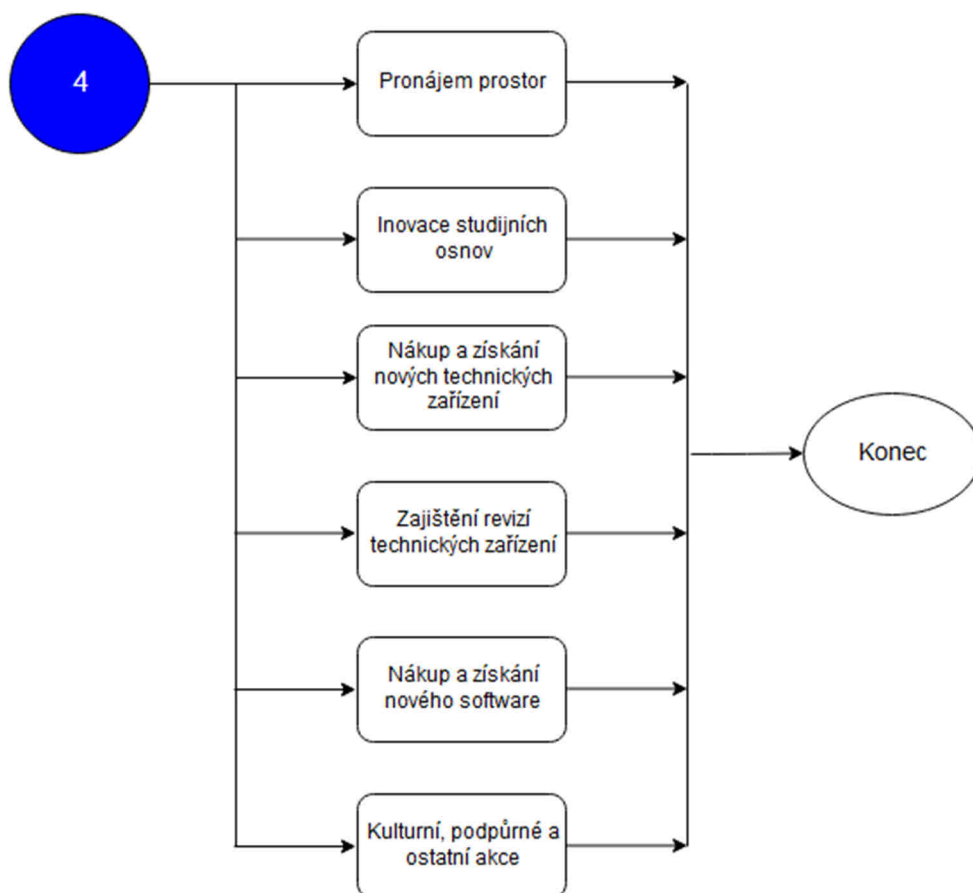 4
Pronájem prostor
Inovace studijních
osnov
Nákup a získání
nových technických
zařízení
Konec
Zajištění revizí
technických zařízení
Nákup a získání
nového software
Kulturní, podpůrné a
ostatní akce